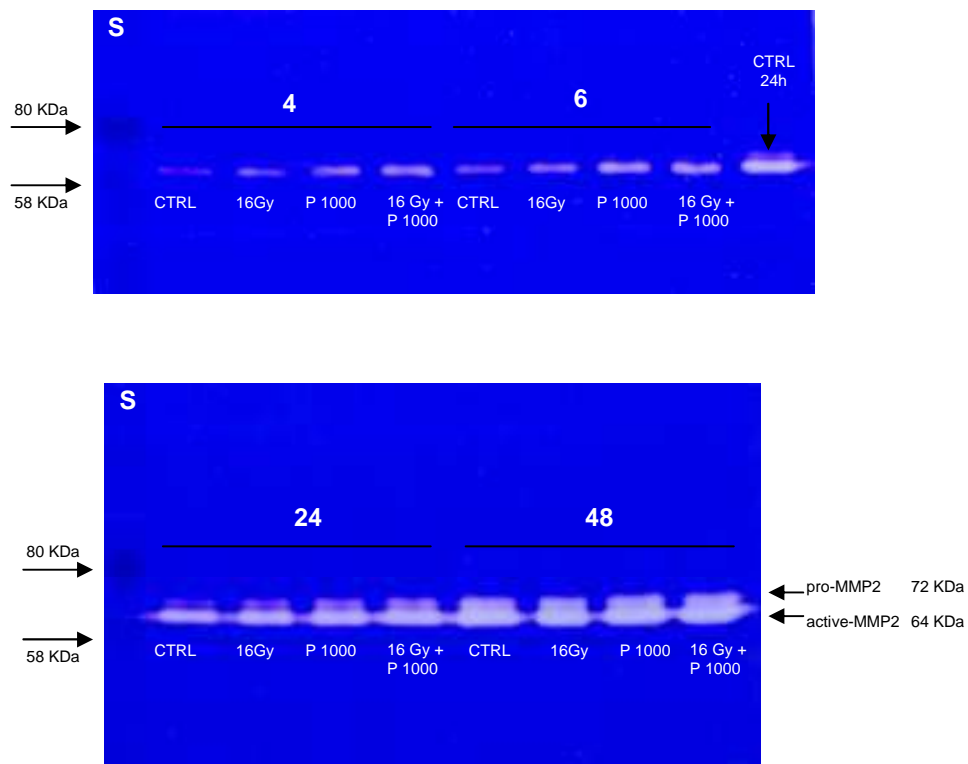 S
CTRL
24h
4
6
80 KDa
58 KDa
CTRL
16Gy
P 1000
16 Gy +
P 1000
CTRL
16Gy
P 1000
16 Gy +
P 1000
S
24
48
80 KDa
pro-MMP2 72 KDa
active-MMP2 64 KDa
58 KDa
CTRL
16Gy
P 1000
16 Gy +
P 1000
CTRL
16Gy
P 1000
16 Gy +
P 1000